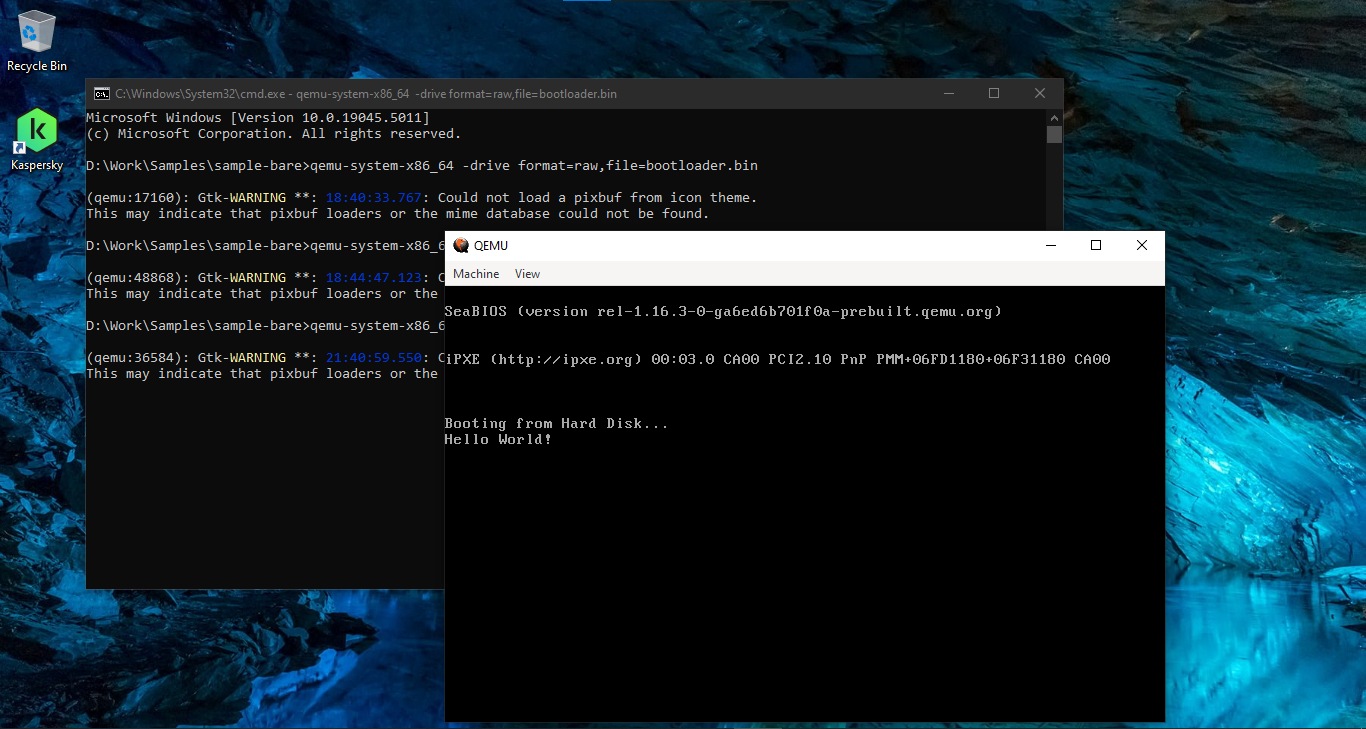 Recycle Bin
Kaspersky
C:\Windows\System32\cmd.exe - qemu-system-x86_64 -drive format=raw,file=bootloader.bin
Microsoft Windows [Version 10.0.19045.5011]
(c) Microsoft Corporation. All rights reserved.
D:\Work\Samples\sample-bare>qemu-system-x86_64 -drive format=raw,file=bootloader.bin
(qemu:17160): Gtk-WARNING **: 18:40:33.767: Could not load a pixbuf from icon theme.
This may indicate that pixbuf loaders or the mime database could not be found.
D:\Work\Samples\sample-bare>qemu-system-x86_6
(qemu:48868): Gtk-WARNING **: 18:44:47.123: C
This may indicate that pixbuf loaders or the
D:\Work\Samples\sample-bare>qemu-system-x86_6
(qemu:36584): Gtk-WARNING **: 21:40:59.550: C
This may indicate that pixbuf loaders or the
QEMU
Machine View
SeaBIOS (version rel-1.16.3-0-ga6ed6b701f0a-prebuilt.qemu.org)
iPXE (http://ipxe.org) 00:03.0 CA00 PCI2.10 PnP PMM+06FD1180+06F31180 CA00
Booting from Hard Disk...
Hello World!